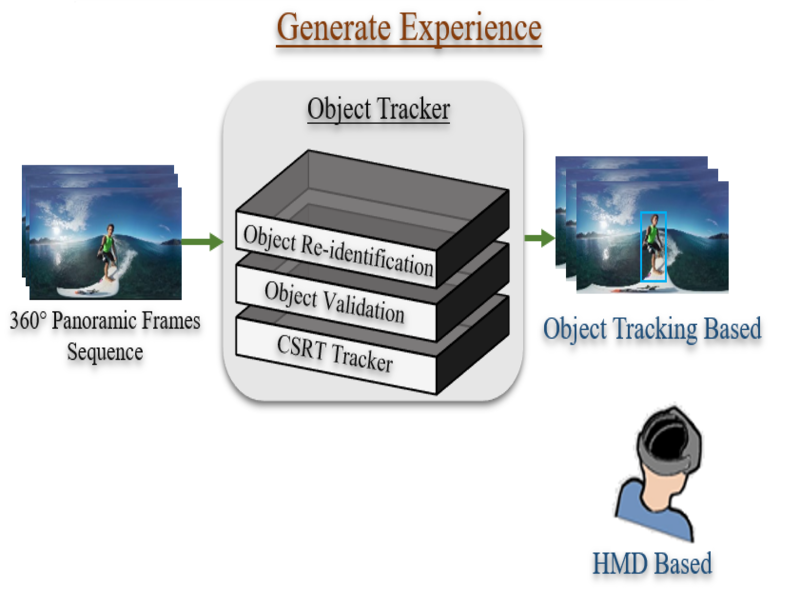 Generate Experience
Object Tracker
Object Re-identification
Object Validation
CSRT Tracker
360° Panoramic Frames
Sequence
Object Tracking Based
HMD Based